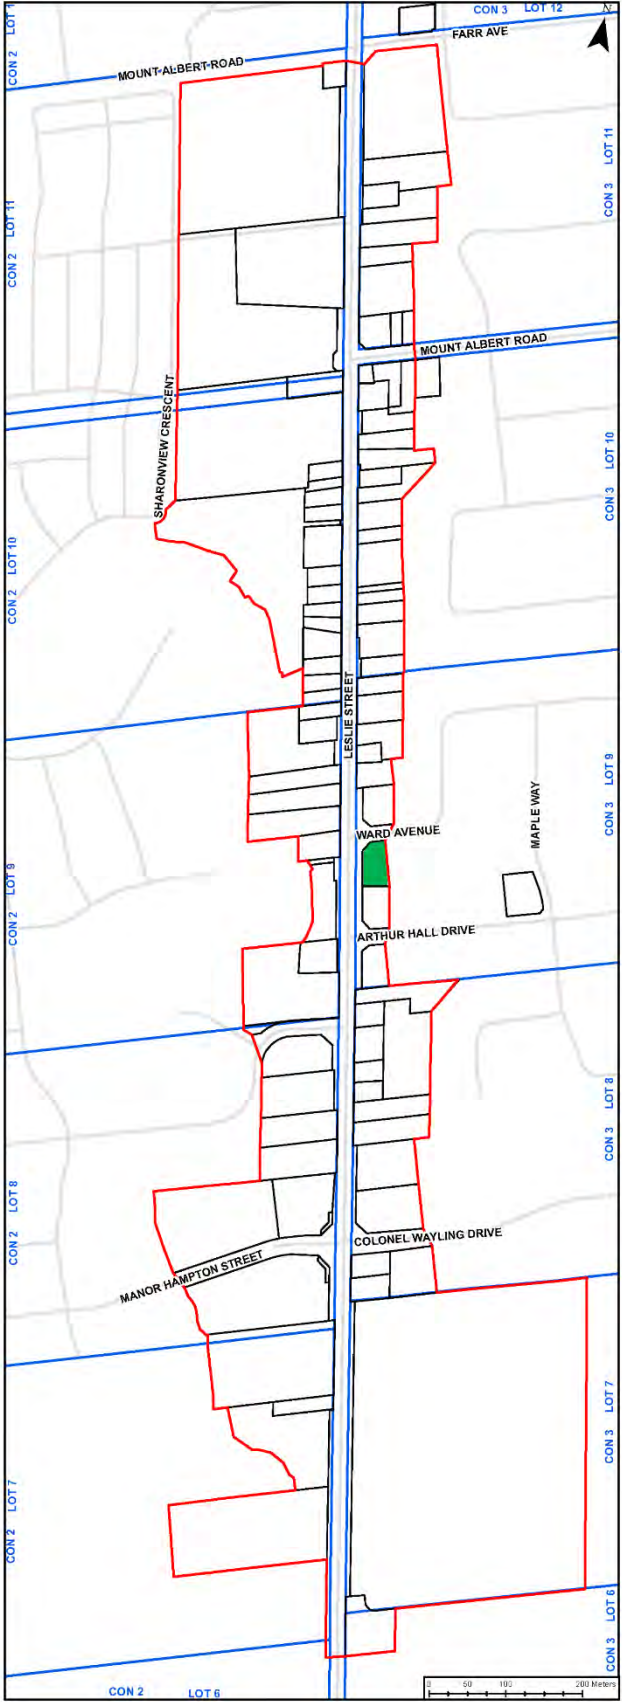 CON 3 LOT 12
N
LOT 1
CON 2
FARR AVE
MOUNT ALBERT ROAD
LOT 11
CON 3
LOT 11
CON 2
MOUNT ALBERT ROAD
SHARONVIEW CRESCENT
LOT 10
CON 3
LOT 10
CON 2
LESLIE STREET
LOT 9
CON 3
MAPLE WAY
WARD AVENUE
LOT 9
CON 2
ARTHUR HALL DRIVE
LOT 8
CON 3
LOT 8
CON 2
COLONEL WAYLING DRIVE
MANOR HAMPTON STREET
LOT 7
CON 3
LOT 7
CON 2
LOT 6
CON 3
CON 2 LOT 6
0 50 100 200 Meters